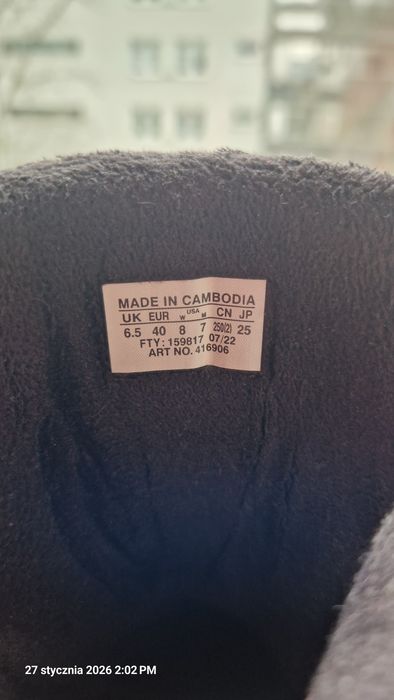 MADE IN CAMBODIA
UK EUR USA CN JP
W M
6.5 40 8 7 250(2) 25
FTY: 159817 07/22
ART NO. 416906
27 stycznia 2026 2:02 PM